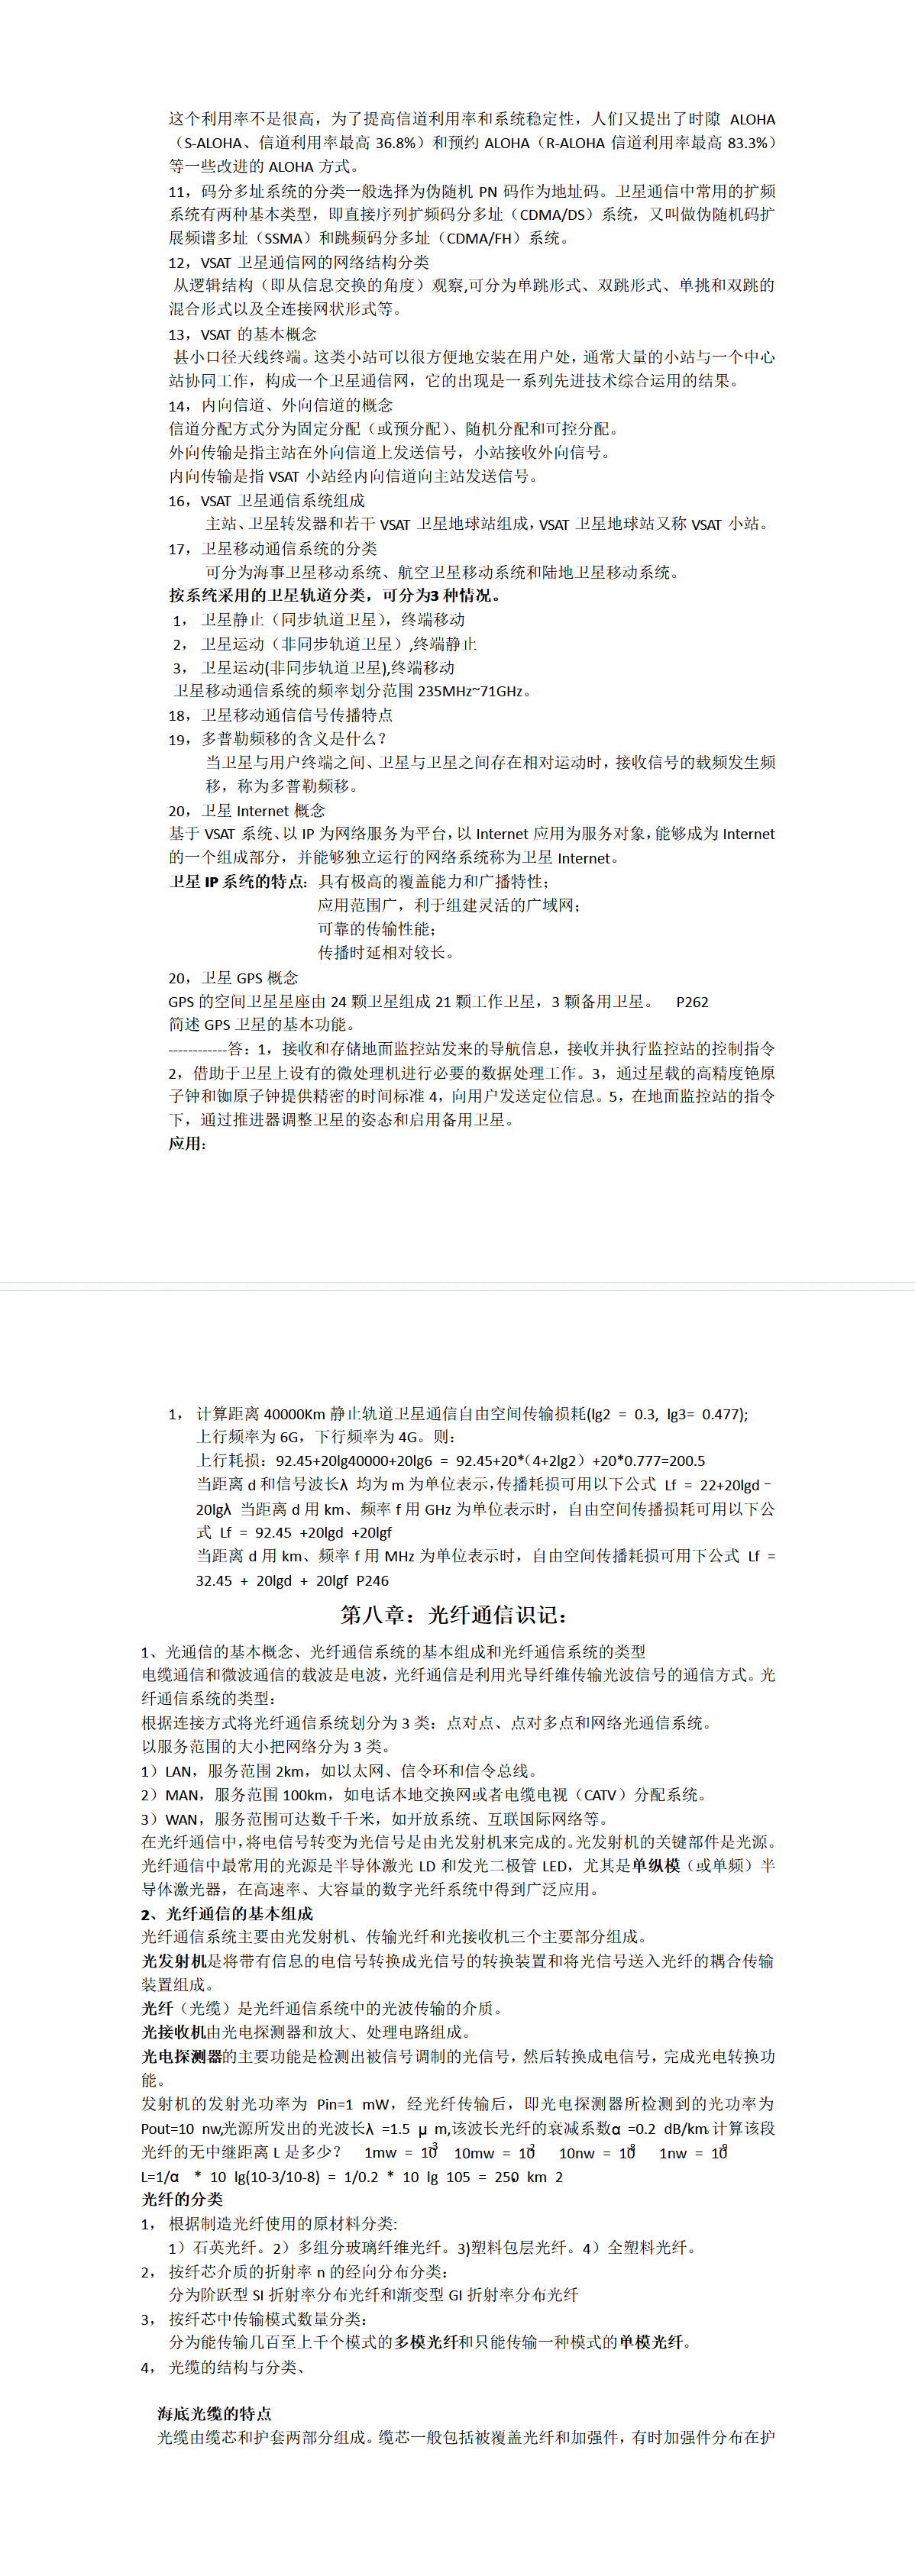 这个利用率不是很高，为了提高信道利用率和系统稳定性，人们又提出了时隙 ALOHA
（S-ALOHA、信道利用率最高 36.8%）和预约 ALOHA（R-ALOHA 信道利用率最高 83.3%）
等一些改进的 ALOHA 方式。
11，码分多址系统的分类一般选择为伪随机 PN 码作为地址码。卫星通信中常用的扩频
系统有两种基本类型，即直接序列扩频码分多址（CDMA/DS）系统，又叫做伪随机码扩
展频谱多址（SSMA）和跳频码分多址（CDMA/FH）系统。
12，VSAT 卫星通信网的网络结构分类
从逻辑结构（即从信息交换的角度）观察,可分为单跳形式、双跳形式、单挑和双跳的
混合形式以及全连接网状形式等。
13，VSAT 的基本概念
甚小口径天线终端。这类小站可以很方便地安装在用户处，通常大量的小站与一个中心
站协同工作，构成一个卫星通信网，它的出现是一系列先进技术综合运用的结果。
14，内向信道、外向信道的概念
信道分配方式分为固定分配（或预分配）、随机分配和可控分配。
外向传输是指主站在外向信道上发送信号，小站接收外向信号。
内向传输是指 VSAT 小站经内向信道向主站发送信号。
16，VSAT 卫星通信系统组成
主站、卫星转发器和若干 VSAT 卫星地球站组成，VSAT 卫星地球站又称 VSAT 小站。
17，卫星移动通信系统的分类
可分为海事卫星移动系统、航空卫星移动系统和陆地卫星移动系统。
按系统采用的卫星轨道分类，可分为3 种情况。
1， 卫星静止（同步轨道卫星），终端移动
2， 卫星运动（非同步轨道卫星）,终端静止
3， 卫星运动(非同步轨道卫星),终端移动
卫星移动通信系统的频率划分范围 235MHz~71GHz。
18，卫星移动通信信号传播特点
19，多普勒频移的含义是什么？
当卫星与用户终端之间、卫星与卫星之间存在相对运动时，接收信号的载频发生频
移，称为多普勒频移。
20，卫星 Internet 概念
基于 VSAT 系统、以 IP 为网络服务为平台，以 Internet 应用为服务对象，能够成为 Internet
的一个组成部分，并能够独立运行的网络系统称为卫星 Internet。
卫星 IP 系统的特点：具有极高的覆盖能力和广播特性；
应用范围广，利于组建灵活的广域网；
可靠的传输性能；
传播时延相对较长。
20，卫星 GPS 概念
GPS 的空间卫星星座由 24 颗卫星组成 21 颗工作卫星，3 颗备用卫星。 P262
简述 GPS 卫星的基本功能。
------------答：1，接收和存储地而监控站发来的导航信息，接收并执行监控站的控制指令
2，借助于卫星上设有的微处理机进行必要的数据处理工作。3，通过星载的高精度铯原
子钟和铷原子钟提供精密的时间标准 4，向用户发送定位信息。5，在地而监控站的指令
下，通过推进器调整卫星的姿态和启用备用卫星。
应用：
1， 计算距离 40000Km 静止轨道卫星通信自由空间传输损耗(lg2 = 0.3, lg3= 0.477);
上行频率为 6G，下行频率为 4G。则：
上行耗损：92.45+20lg40000+20lg6 = 92.45+20*（4+2lg2）+20*0.777=200.5
当距离 d 和信号波长λ 均为 m 为单位表示，传播耗损可用以下公式 Lf = 22+20lgd﹣
20lgλ 当距离 d 用 km、频率 f 用 GHz 为单位表示时，自由空间传播损耗可用以下公
式 Lf = 92.45 +20lgd +20lgf
当距离 d 用 km、频率 f 用 MHz 为单位表示时，自由空间传播耗损可用下公式 Lf =
32.45 + 20lgd + 20lgf P246
第八章：光纤通信识记：
1、光通信的基本概念、光纤通信系统的基本组成和光纤通信系统的类型
电缆通信和微波通信的载波是电波，光纤通信是利用光导纤维传输光波信号的通信方式。光
纤通信系统的类型：
根据连接方式将光纤通信系统划分为 3 类：点对点、点对多点和网络光通信系统。
以服务范围的大小把网络分为 3 类。
1）LAN，服务范围 2km，如以太网、信令环和信令总线。
2）MAN，服务范围 100km，如电话本地交换网或者电缆电视（CATV）分配系统。
3）WAN，服务范围可达数千千米，如开放系统、互联国际网络等。
在光纤通信中，将电信号转变为光信号是由光发射机来完成的。光发射机的关键部件是光源。
光纤通信中最常用的光源是半导体激光 LD 和发光二极管 LED，尤其是单纵模（或单频）半
导体激光器，在高速率、大容量的数字光纤系统中得到广泛应用。
2、光纤通信的基本组成
光纤通信系统主要由光发射机、传输光纤和光接收机三个主要部分组成。
光发射机是将带有信息的电信号转换成光信号的转换装置和将光信号送入光纤的耦合传输
装置组成。
光纤（光缆）是光纤通信系统中的光波传输的介质。
光接收机由光电探测器和放大、处理电路组成。
光电探测器的主要功能是检测出被信号调制的光信号，然后转换成电信号，完成光电转换功
能。
发射机的发射光功率为 Pin=1 mW，经光纤传输后，即光电探测器所检测到的光功率为
Pout=10 nw,光源所发出的光波长λ =1.5 μ m,该波长光纤的衰减系数α =0.2 dB/km。计算该段
光纤的无中继距离 L 是多少？ 1mw = 10^-3 10mw = 10^-2 10nw = 10^-8 1nw = 10^-9
L=1/α * 10 lg(10-3/10-8) = 1/0.2 * 10 lg 105 = 250 km 2
光纤的分类
1， 根据制造光纤使用的原材料分类:
1）石英光纤。2）多组分玻璃纤维光纤。3)塑料包层光纤。4）全塑料光纤。
2， 按纤芯介质的折射率 n 的经向分布分类：
分为阶跃型 SI 折射率分布光纤和渐变型 GI 折射率分布光纤
3， 按纤芯中传输模式数量分类：
分为能传输几百至上千个模式的多模光纤和只能传输一种模式的单模光纤。
4， 光缆的结构与分类、
海底光缆的特点
光缆由缆芯和护套两部分组成。缆芯一般包括被覆盖光纤和加强件，有时加强件分布在护